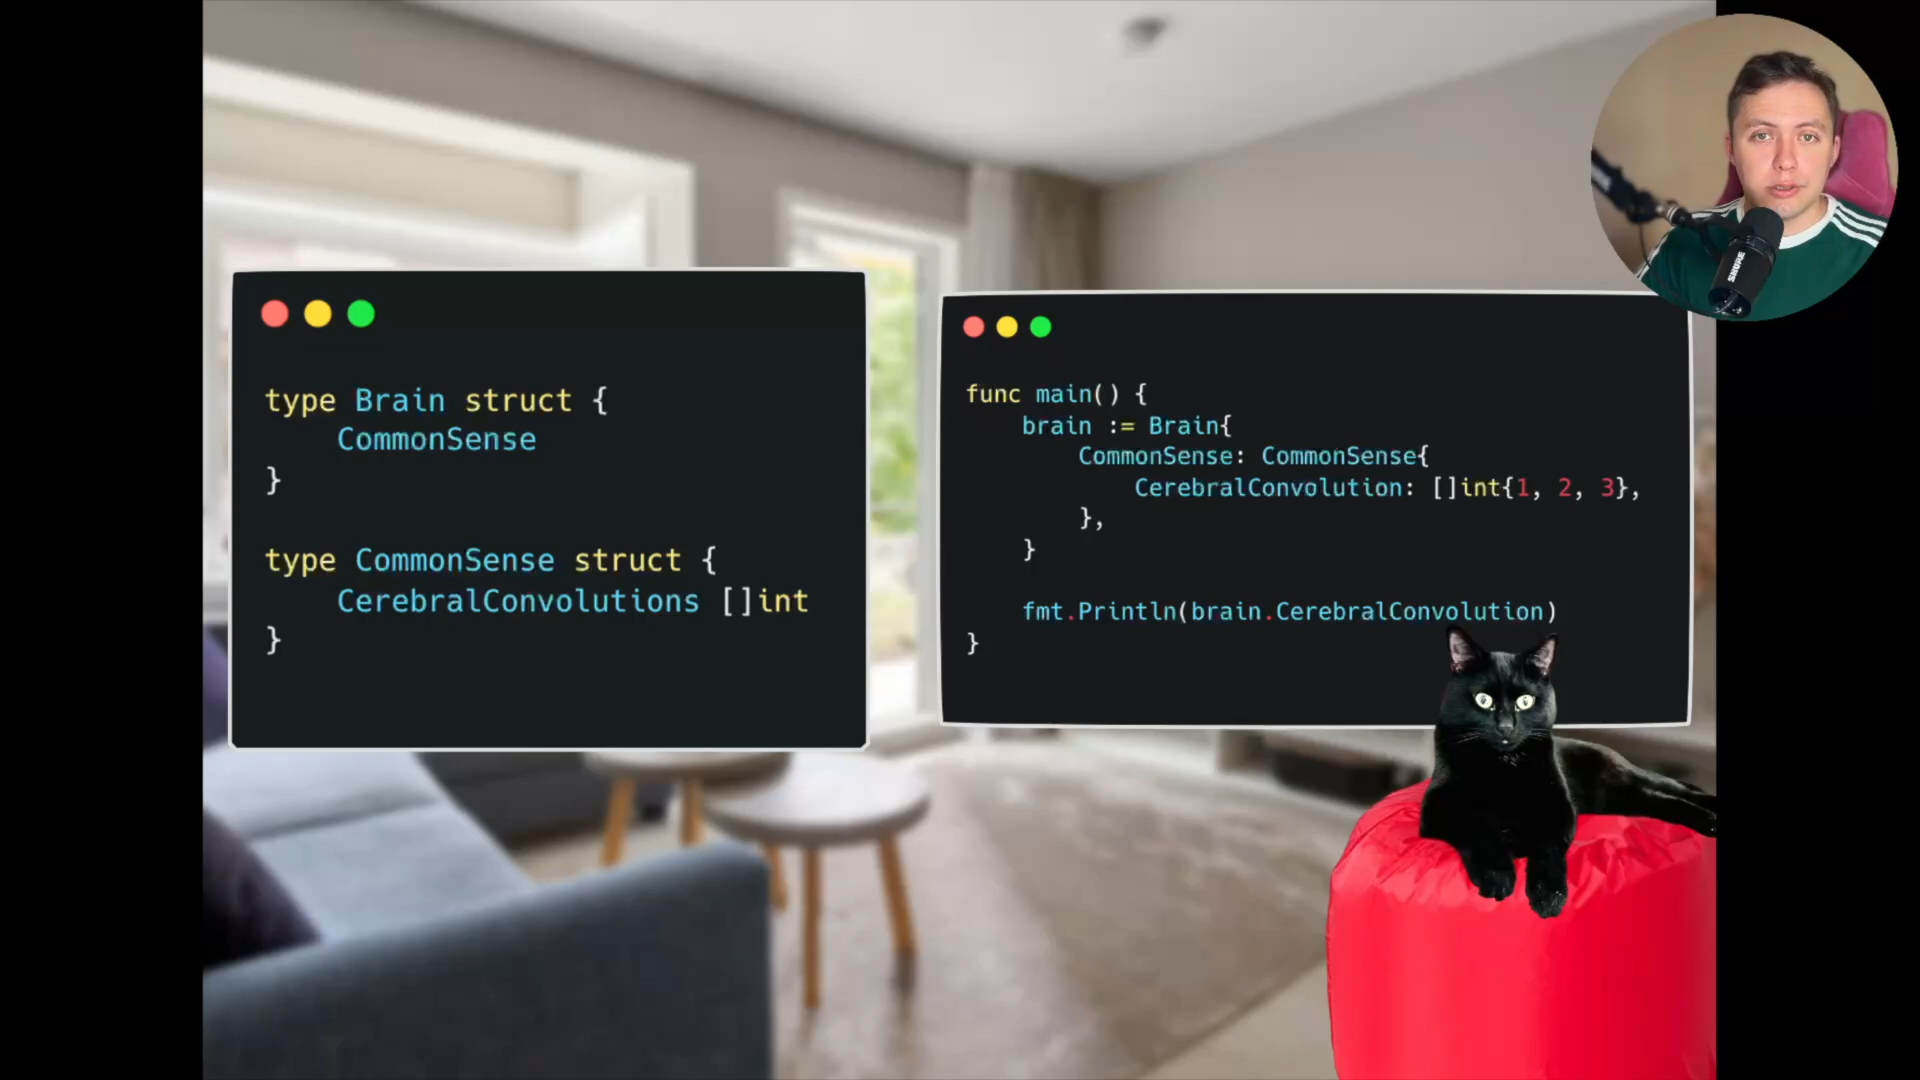 type Brain struct {
CommonSense
}
type CommonSense struct {
CerebralConvolutions []int
}
func main() {
brain := Brain{
CommonSense: CommonSense{
CerebralConvolution: []int{1, 2, 3},
},
}
fmt.Println(brain.CerebralConvolution)
}
SHURE